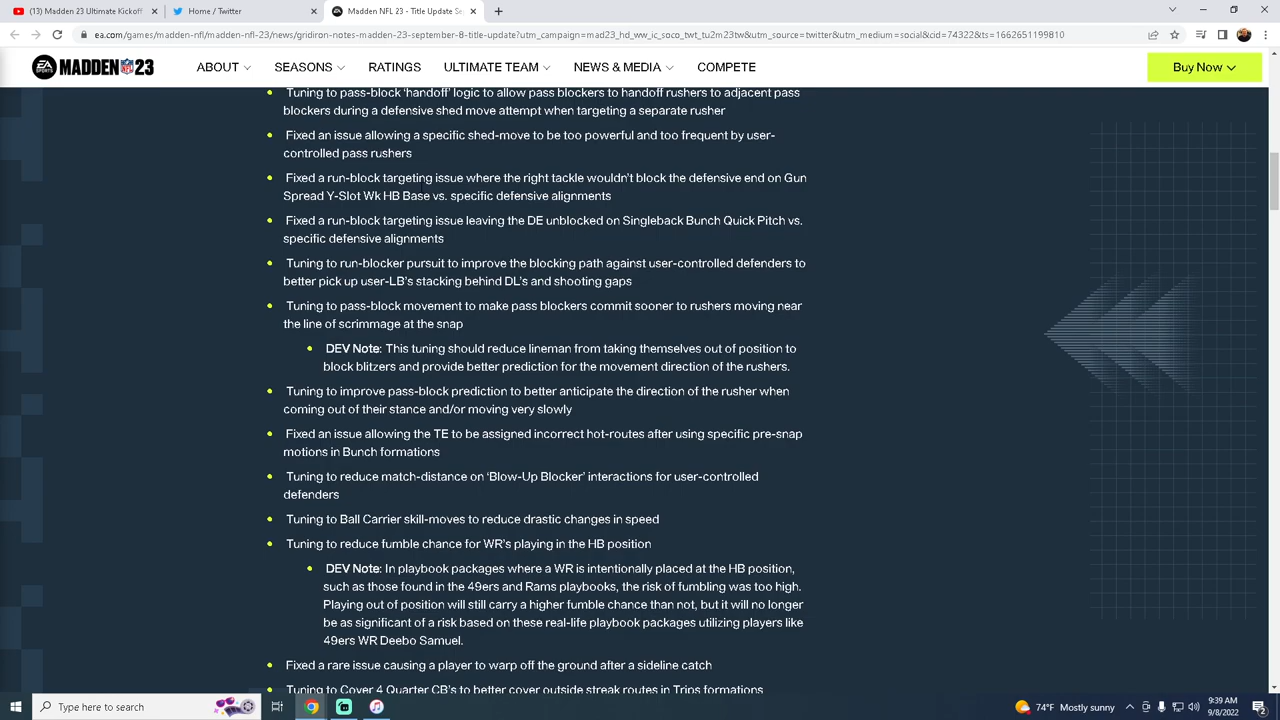 (13) Madden 23 Ultimate Kickoff
Home / Twitter
Madden NFL 23 - Title Update Se
ea.com/games/madden-nfl/madden-nfl-23/news/gridiron-notes-madden-23-september-8-title-update?utm_campaign=mad23_hd_ww_ic_soco_twt_tu2m23tw&utm_source=twitter&utm_medium=social&cid=74322&ts=1662651199810
EA SPORTS MADDEN NFL 23 ABOUT SEASONS RATINGS ULTIMATE TEAM NEWS & MEDIA COMPETE Buy Now
Tuning to pass-block ‘handoff’ logic to allow pass blockers to handoff rushers to adjacent pass
blockers during a defensive shed move attempt when targeting a separate rusher
Fixed an issue allowing a specific shed-move to be too powerful and too frequent by user-
controlled pass rushers
Fixed a run-block targeting issue where the right tackle wouldn’t block the defensive end on Gun
Spread Y-Slot Wk HB Base vs. specific defensive alignments
Fixed a run-block targeting issue leaving the DE unblocked on Singleback Bunch Quick Pitch vs.
specific defensive alignments
Tuning to run-blocker pursuit to improve the blocking path against user-controlled defenders to
better pick up user-LB’s stacking behind DL’s and shooting gaps
Tuning to pass-block movement to make pass blockers commit sooner to rushers moving near
the line of scrimmage at the snap
DEV Note: This tuning should reduce lineman from taking themselves out of position to
block blitzers and provide better prediction for the movement direction of the rushers.
Tuning to improve pass-block prediction to better anticipate the direction of the rusher when
coming out of their stance and/or moving very slowly
Fixed an issue allowing the TE to be assigned incorrect hot-routes after using specific pre-snap
motions in Bunch formations
Tuning to reduce match-distance on ‘Blow-Up Blocker’ interactions for user-controlled
defenders
Tuning to Ball Carrier skill-moves to reduce drastic changes in speed
Tuning to reduce fumble chance for WR’s playing in the HB position
DEV Note: In playbook packages where a WR is intentionally placed at the HB position,
such as those found in the 49ers and Rams playbooks, the risk of fumbling was too high.
Playing out of position will still carry a higher fumble chance than not, but it will no longer
be as significant of a risk based on these real-life playbook packages utilizing players like
49ers WR Deebo Samuel.
Fixed a rare issue causing a player to warp off the ground after a sideline catch
Tuning to Cover 4 Quarter CB’s to better cover outside streak routes in Trips formations
Type here to search
74°F Mostly sunny
9:39 AM
9/8/2022
2